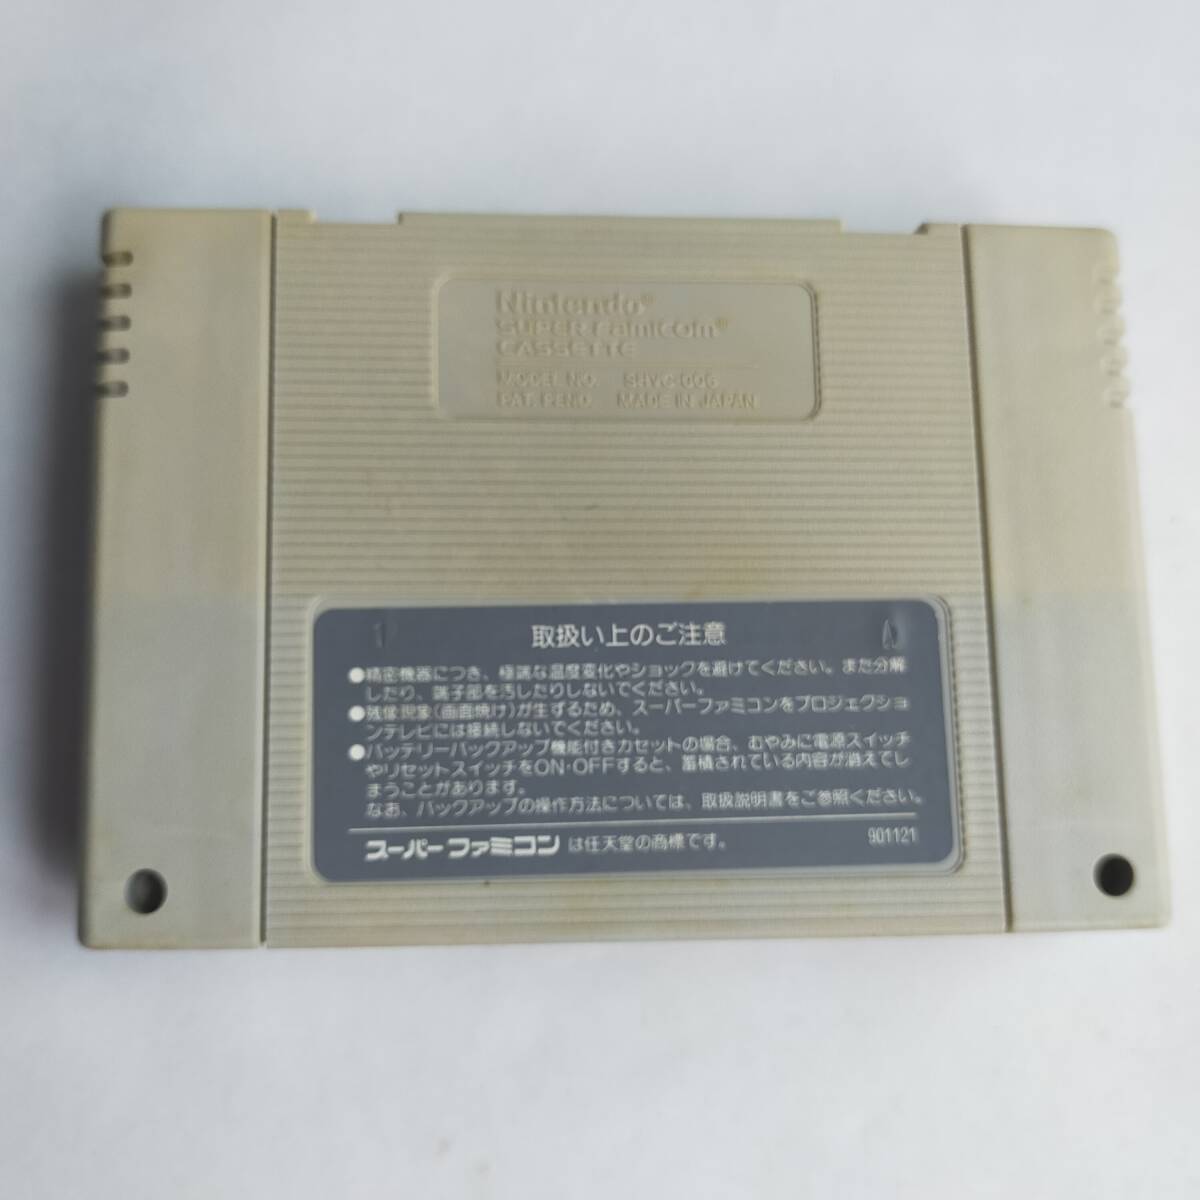 Nintendo®
SUPER Famicom®
CASSETTE
MODEL NO. SHVC-006
PAT. PEND. MADE IN JAPAN
取扱い上のご注意
●精密機器につき、極端な温度変化やショックを避けてください。また分解
したり、端子部を汚したりしないでください。
●残像現象(画面焼け)が生ずるため、スーパーファミコンをプロジェクショ
ンテレビには接続しないでください。
●バッテリーバックアップ機能付きカセットの場合、むやみに電源スイッチ
やリセットスイッチをON・OFFすると、蓄積されている内容が消えてし
まうことがあります。
なお、バックアップの操作方法については、取扱説明書をご参照ください。
スーパーファミコン は任天堂の商標です。 901121